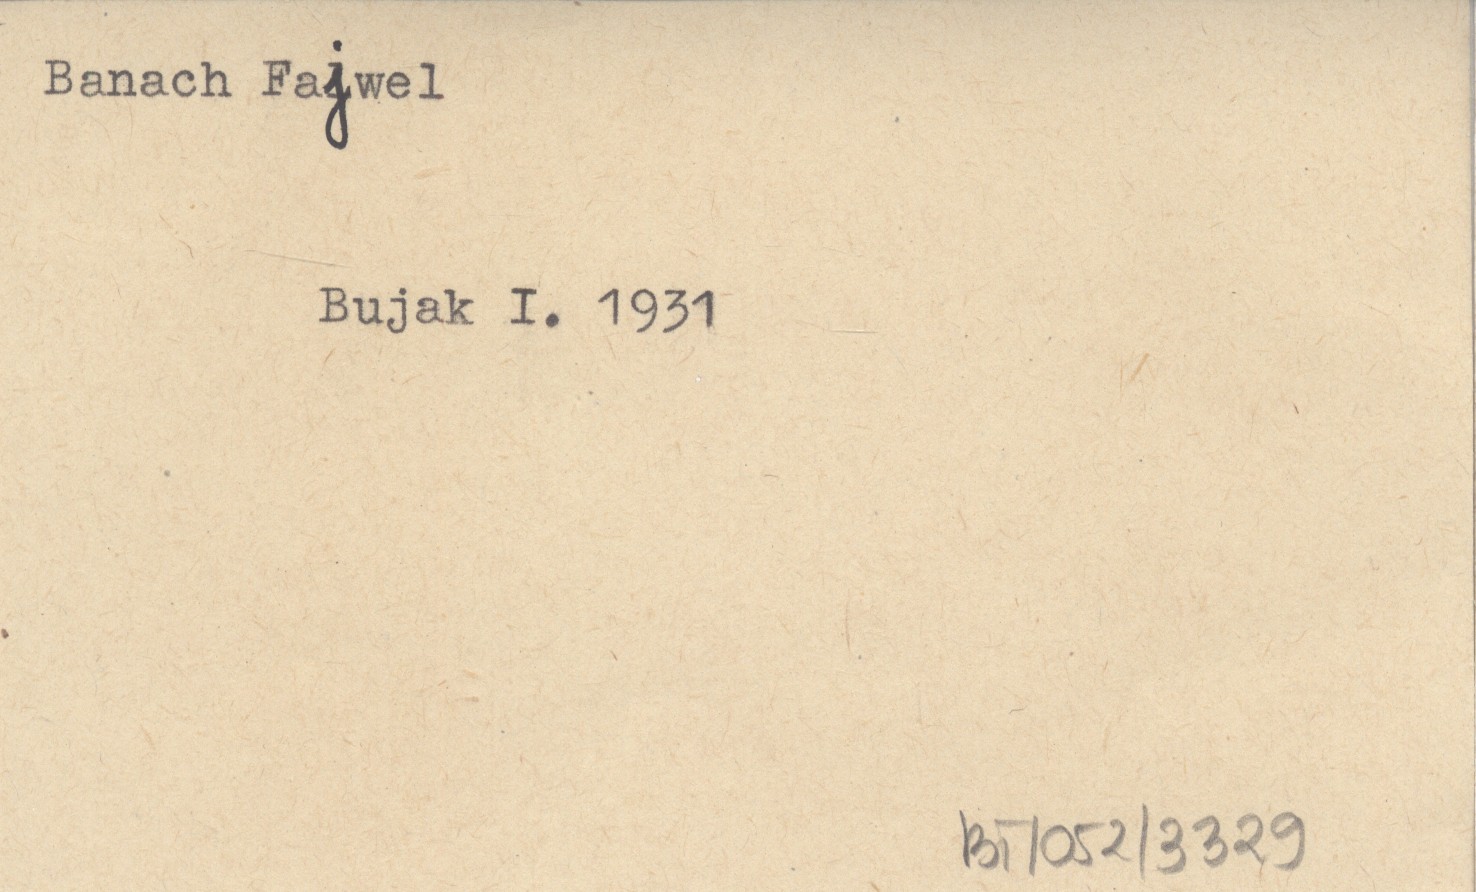 Banach Fajwel
Bujak I. 1931
BT/052/3329